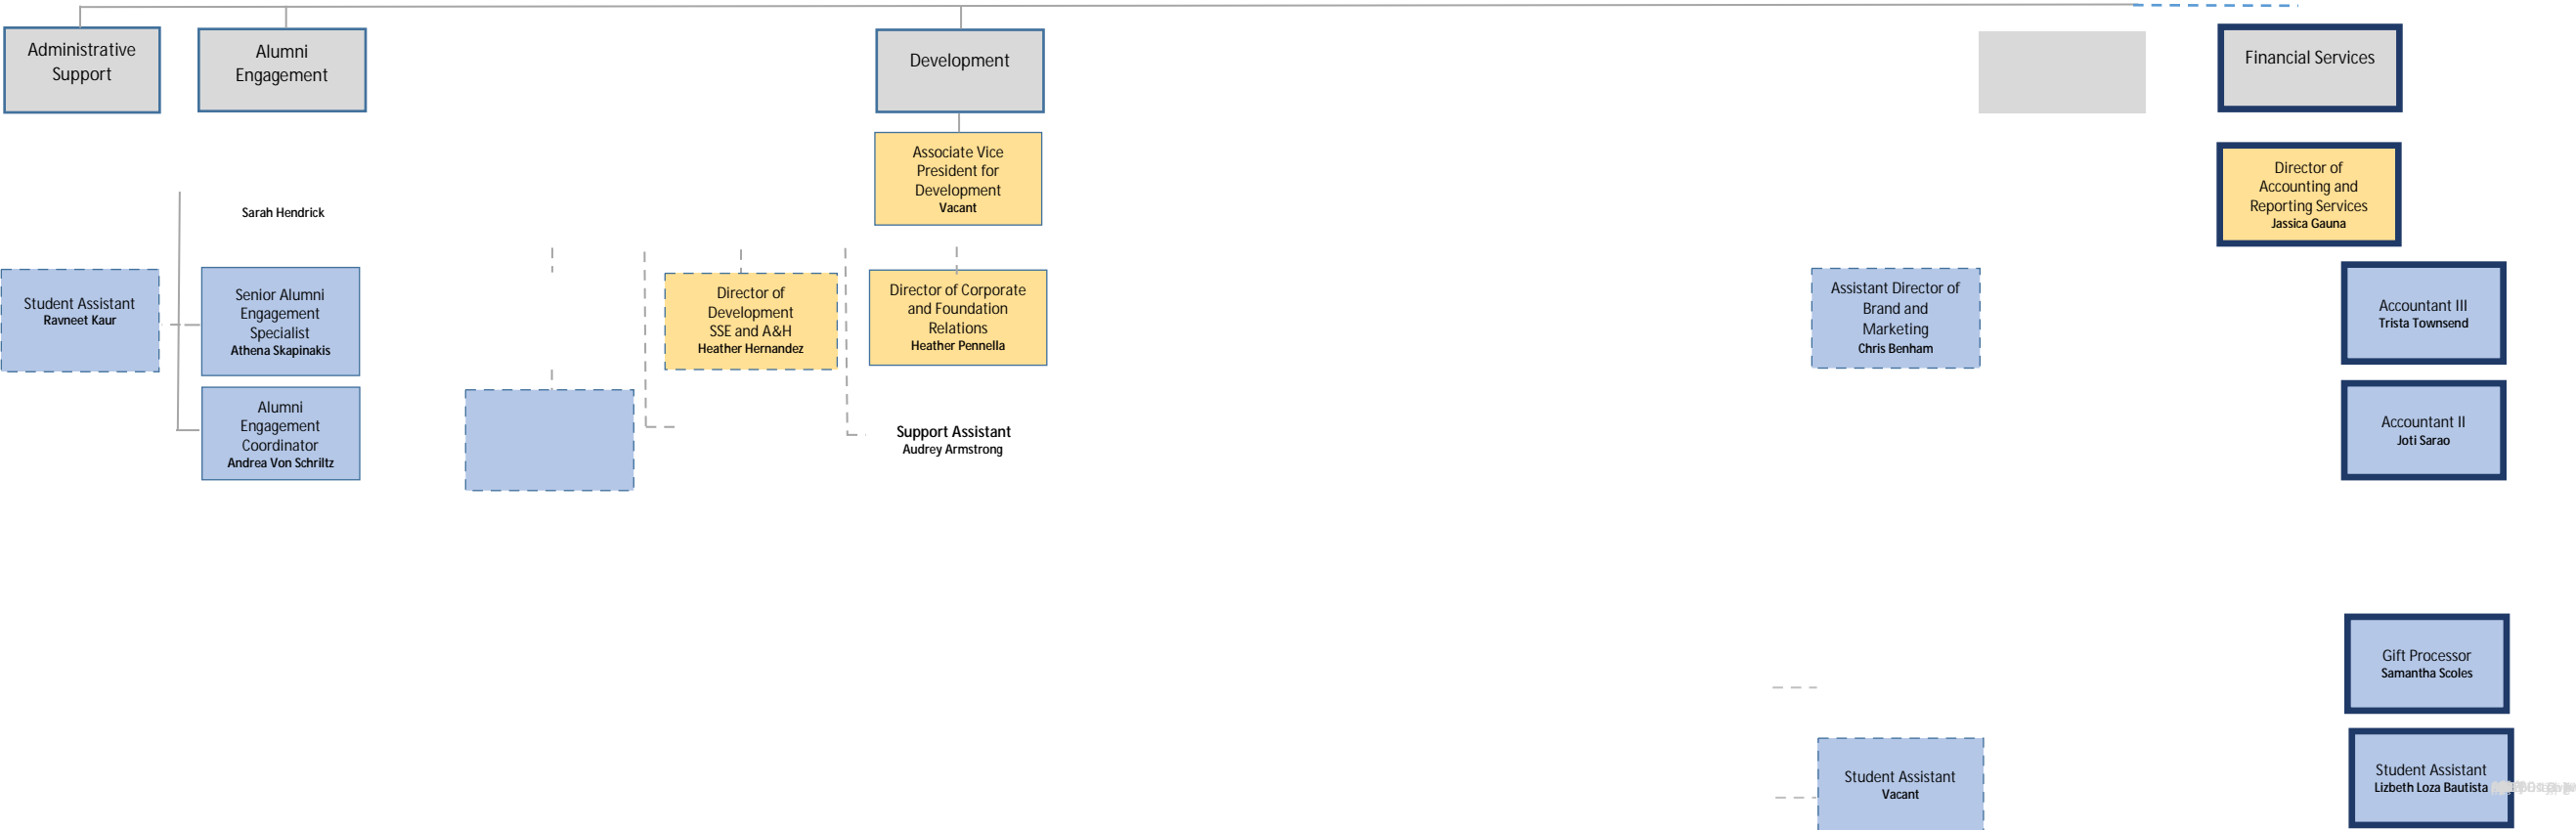 Administrative
Support
Alumni
Engagement
Development
Financial Services
Associate Vice
President for
Development
Vacant
Director of
Accounting and
Reporting Services
Jassica Gauna
Sarah Hendrick
Student Assistant
Ravneet Kaur
Senior Alumni
Engagement
Specialist
Athena Skapinakis
Director of
Development
SSE and A&H
Heather Hernandez
Director of Corporate
and Foundation
Relations
Heather Pennella
Assistant Director of
Brand and
Marketing
Chris Benham
Accountant III
Trista Townsend
Alumni
Engagement
Coordinator
Andrea Von Schriltz
Support Assistant
Audrey Armstrong
Accountant II
Joti Sarao
Gift Processor
Samantha Scoles
Student Assistant
Vacant
Student Assistant
Lizbeth Loza Bautista